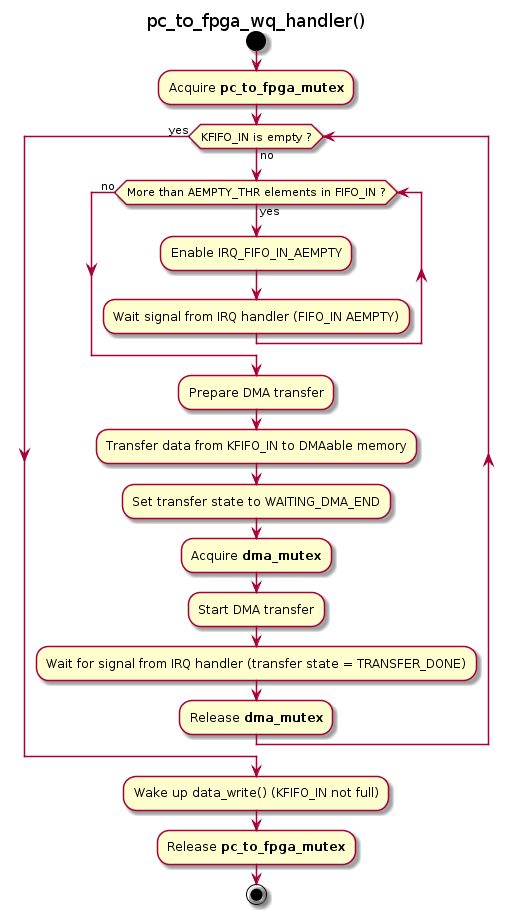 pc_to_fpga_wq_handler()
Acquire pc_to_fpga_mutex
yes
KFIFO_IN is empty ?
no
no
More than AEMPTY_THR elements in FIFO_IN ?
yes
Enable IRQ_FIFO_IN_AEMPTY
Wait signal from IRQ handler (FIFO_IN AEMPTY)
Prepare DMA transfer
Transfer data from KFIFO_IN to DMAable memory
Set transfer state to WAITING_DMA_END
Acquire dma_mutex
Start DMA transfer
Wait for signal from IRQ handler (transfer state = TRANSFER_DONE)
Release dma_mutex
Wake up data_write() (KFIFO_IN not full)
Release pc_to_fpga_mutex